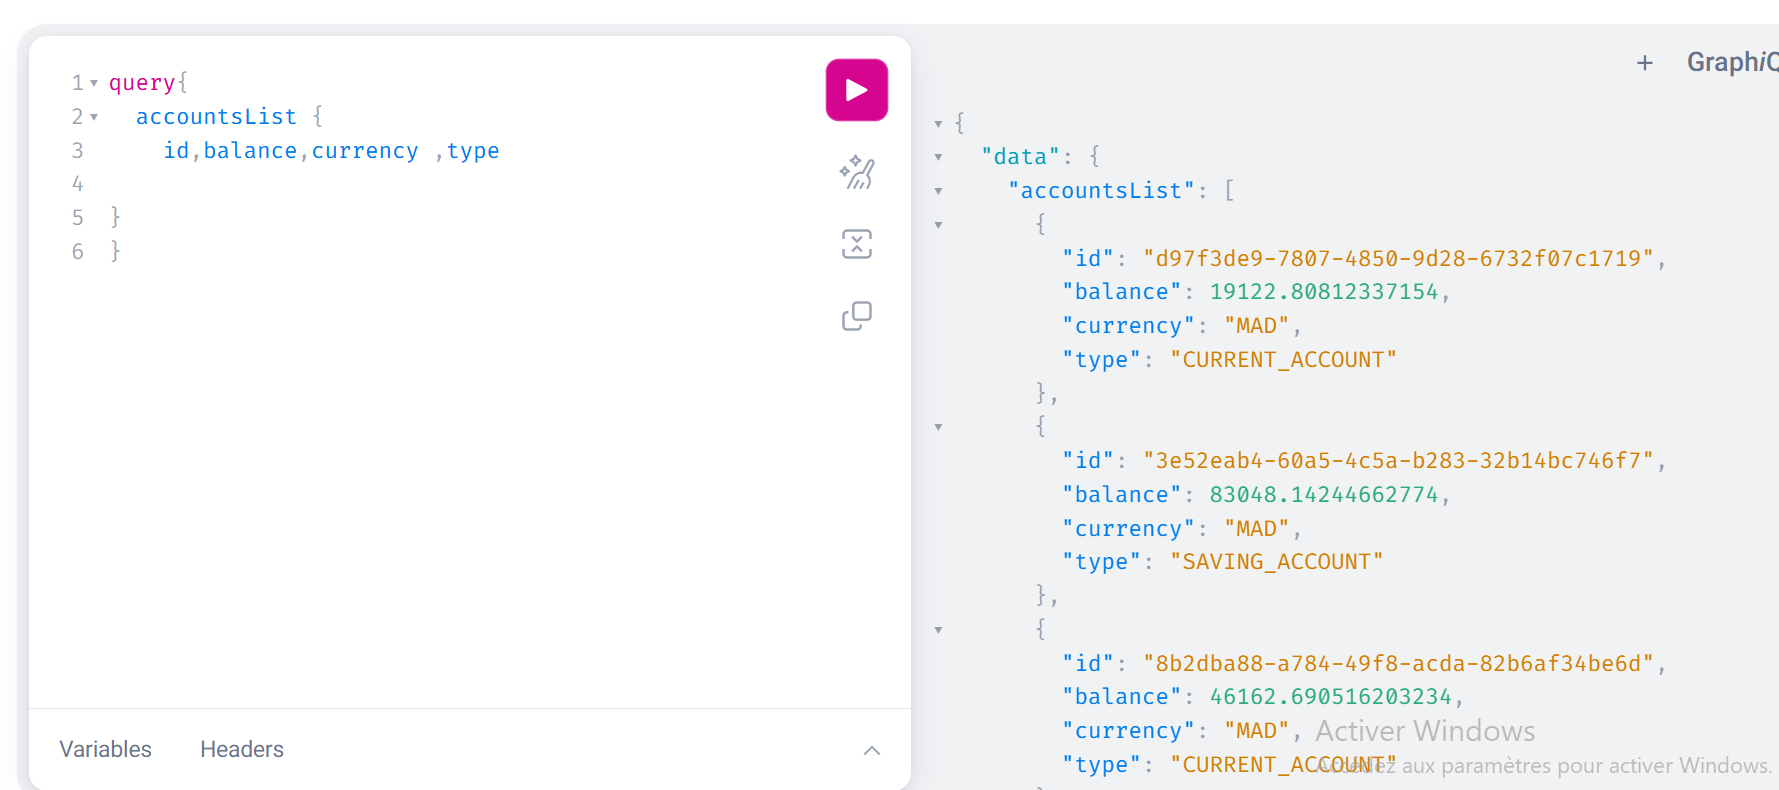 1 query{
2 accountsList {
3 id,balance,currency ,type
4
5 }
6 }
Variables Headers
+ GraphiQ
{
"data": {
"accountsList": [
{
"id": "d97f3de9-7807-4850-9d28-6732f07c1719",
"balance": 19122.80812337154,
"currency": "MAD",
"type": "CURRENT_ACCOUNT"
},
{
"id": "3e52eab4-60a5-4c5a-b283-32b14bc746f7",
"balance": 83048.14244662774,
"currency": "MAD",
"type": "SAVING_ACCOUNT"
},
{
"id": "8b2dba88-a784-49f8-acda-82b6af34be6d",
"balance": 46162.690516203234,
"currency": "MAD",
"type": "CURRENT_ACCOUNT"
Activer Windows
Accédez aux paramètres pour activer Windows.